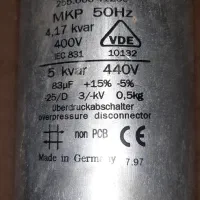 MKP 50Hz
4,17 kvar
400V
VDE
IEC 831
10132
5 kvar 440V
83µF +15% -5%
-25/D 3/-kV 0,5kg
überdruckabschalter
overpressure disconnector
non PCB CE
Made in Germany 7.97